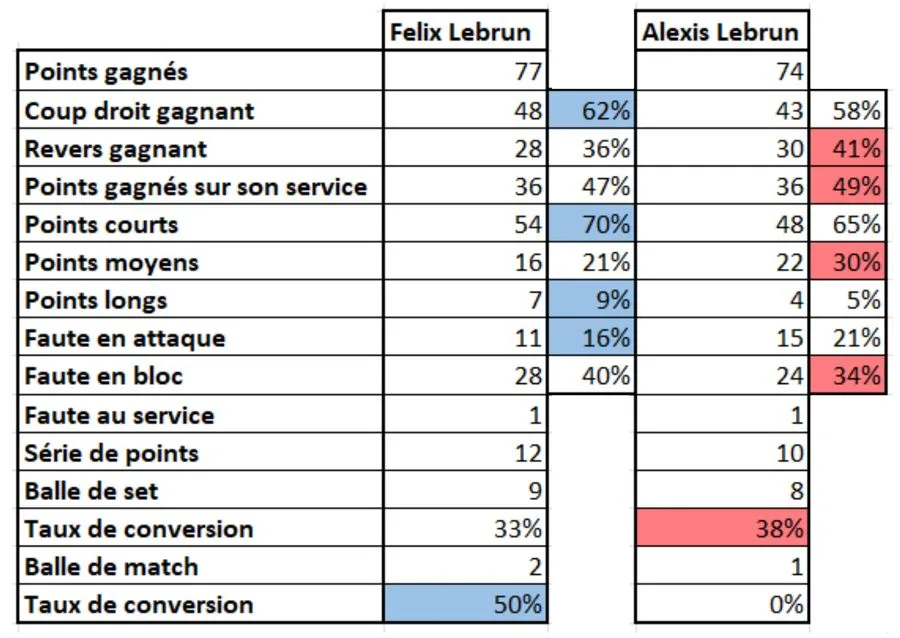 Felix Lebrun Alexis Lebrun
Points gagnés 77 74
Coup droit gagnant 48 62% 43 58%
Revers gagnant 28 36% 30 41%
Points gagnés sur son service 36 47% 36 49%
Points courts 54 70% 48 65%
Points moyens 16 21% 22 30%
Points longs 7 9% 4 5%
Faute en attaque 11 16% 15 21%
Faute en bloc 28 40% 24 34%
Faute au service 1 1
Série de points 12 10
Balle de set 9 8
Taux de conversion 33% 38%
Balle de match 2 1
Taux de conversion 50% 0%